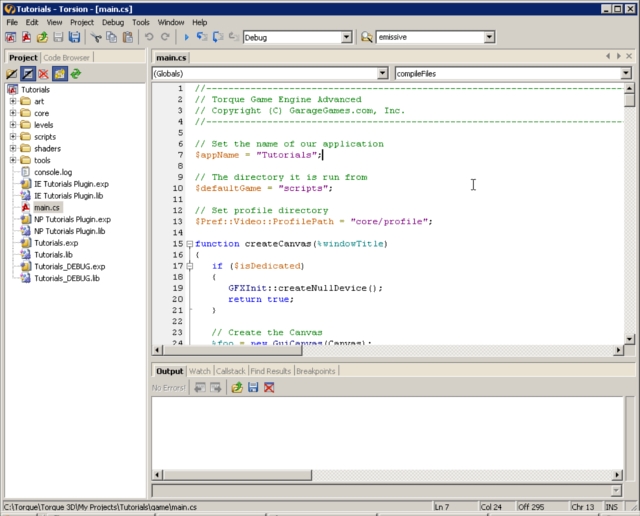 Tutorials - Torsion - [main.cs]
File Edit View Project Debug Tools Window Help
Debug
emissive
Project Code Browser
main.cs
(Globals)
compileFiles
Tutorials
art
core
levels
scripts
shaders
tools
console.log
IE Tutorials Plugin.exp
IE Tutorials Plugin.lib
main.cs
NP Tutorials Plugin.exp
NP Tutorials Plugin.lib
Tutorials.exp
Tutorials.lib
Tutorials_DEBUG.exp
Tutorials_DEBUG.lib
1 //-----------------------------------------------------------------------------
2 // Torque Game Engine Advanced
3 // Copyright (C) GarageGames.com, Inc.
4 //-----------------------------------------------------------------------------
5
6 // Set the name of our application
7 $appName = "Tutorials";
8
9 // The directory it is run from
10 $defaultGame = "scripts";
11
12 // Set profile directory
13 $Pref::Video::ProfilePath = "core/profile";
14
15 function createCanvas(%windowTitle)
16 {
17 if ($isDedicated)
18 {
19 GFXInit::createNullDevice();
20 return true;
21 }
22
23 // Create the Canvas
24 %foo = new GuiCanvas(Canvas);
Output Watch Callstack Find Results Breakpoints
No Errors!
C:\Torque\Torque 3D\My Projects\Tutorials\game\main.cs
Ln 7 Col 24 Off 295 Chr 13 INS